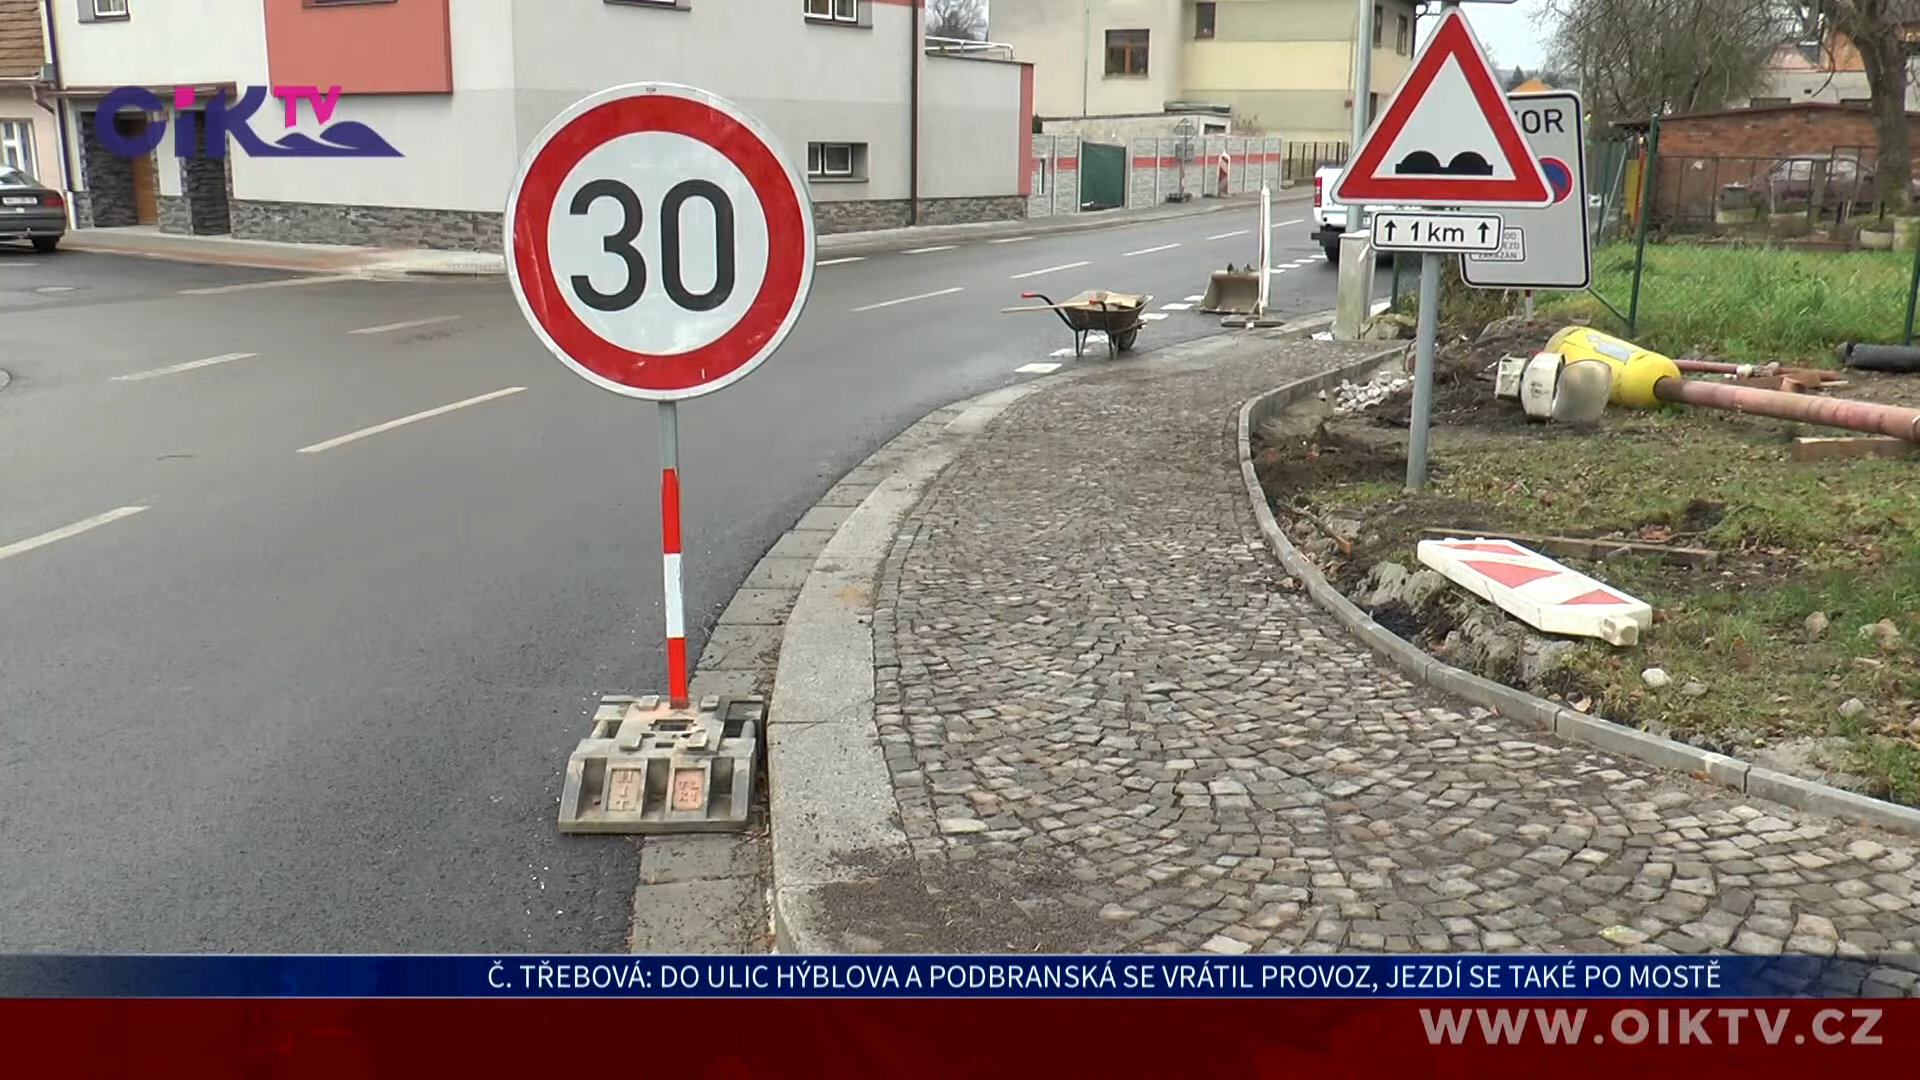 OIK TV
30
OR
↑ 1 km ↑
ZAKÁZÁN
Č. TŘEBOVÁ: DO ULIC HÝBLOVA A PODBRANSKÁ SE VRÁTIL PROVOZ, JEZDÍ SE TAKÉ PO MOSTĚ
WWW.OIKTV.CZ